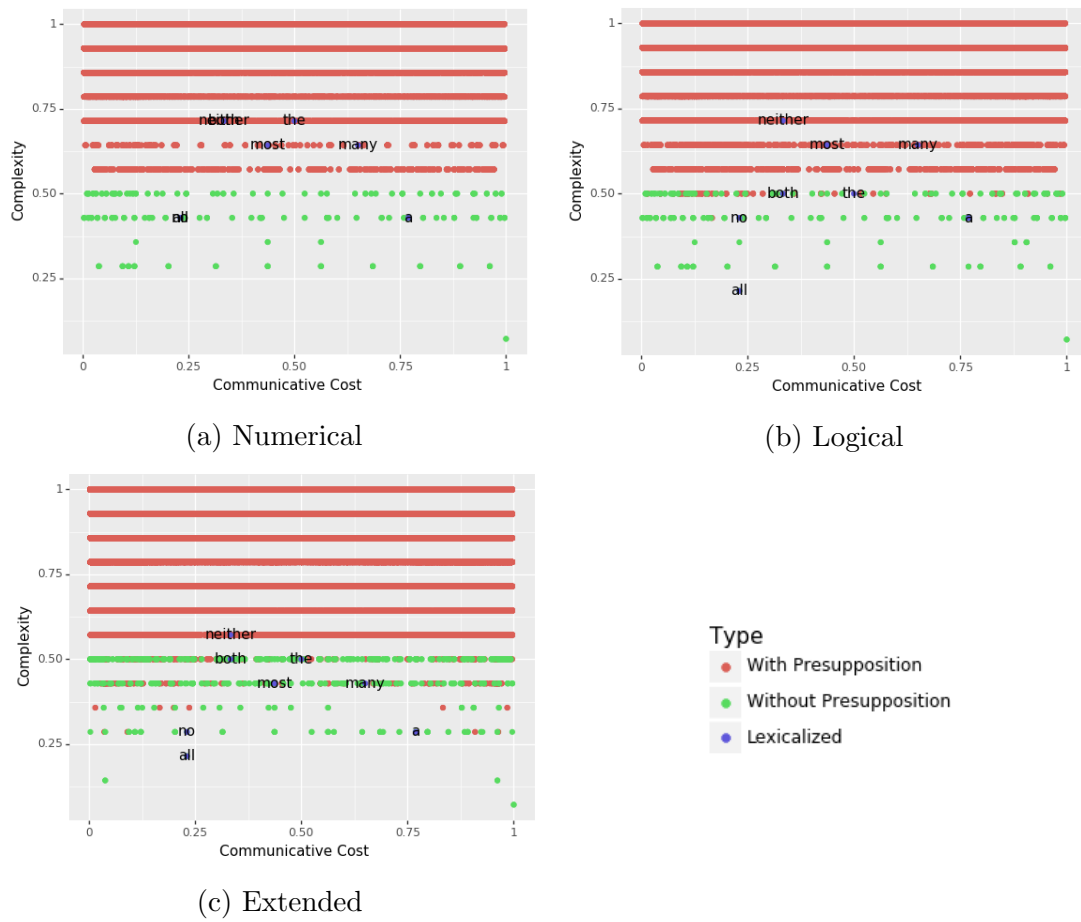 1
0.75
0.50
0.25
Complexity
neither
both
the
most
many
all
no
a
0
0.25
0.50
0.75
1
Communicative Cost
(a) Numerical
1
0.75
0.50
0.25
Complexity
neither
most
many
both
the
no
a
all
0
0.25
0.50
0.75
1
Communicative Cost
(b) Logical
1
0.75
0.50
0.25
Complexity
neither
both
the
most
many
no
a
all
0
0.25
0.50
0.75
1
Communicative Cost
(c) Extended
Type
With Presupposition
Without Presupposition
Lexicalized